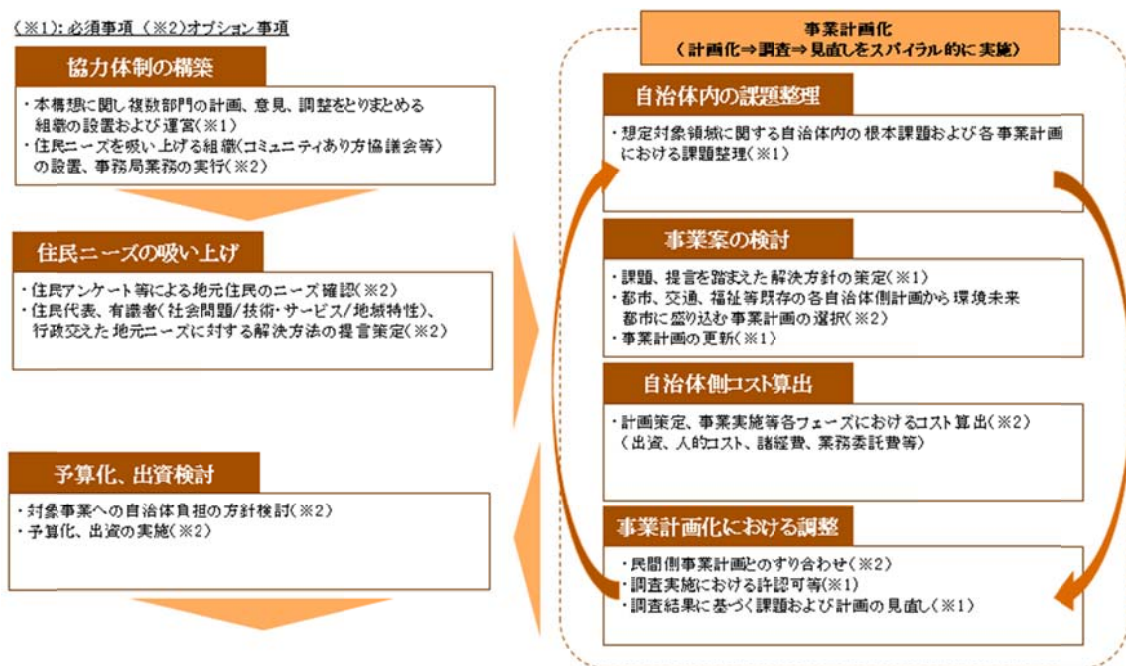 (※1):必須事項 (※2)オプション事項
協力体制の構築
・本構想に関し複数部門の計画、意見、調整をとりまとめる
組織の設置および運営(※1)
・住民ニーズを吸い上げる組織(コミュニティあり方協議会等)
の設置、事務局業務の実行(※2)
住民ニーズの吸い上げ
・住民アンケート等による地元住民のニーズ確認(※2)
・住民代表、有識者(社会問題/技術・サービス/地域特性)、
行政交えた地元ニーズに対する解決方法の提言策定(※2)
予算化、出資検討
・対象事業への自治体負担の方針検討(※2)
・予算化、出資の実施(※2)
事業計画化
(計画化⇒調査⇒見直しをスパイラル的に実施)
自治体内の課題整理
・想定対象領域に関する自治体内の根本課題および各事業計画
における課題整理(※1)
事業案の検討
・課題、提言を踏まえた解決方針の策定(※1)
・都市、交通、福祉等既存の各自治体側計画から環境未来
都市に盛り込む事業計画の選択(※2)
・事業計画の更新(※1)
自治体側コスト算出
・計画策定、事業実施等各フェーズにおけるコスト算出(※2)
(出資、人的コスト、諸経費、業務委託費等)
事業計画化における調整
・民間側事業計画とのすり合わせ(※2)
・調査実施における許認可等(※1)
・調査結果に基づく課題および計画の見直し(※1)